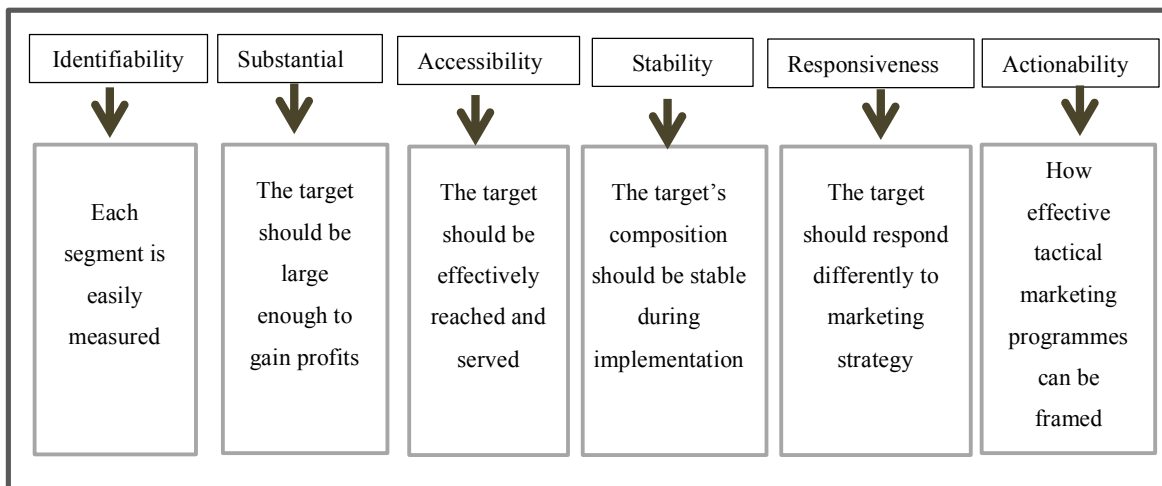 Identifiability
Substantial
Accessibility
Stability
Responsiveness
Actionability
Each
segment is
easily
measured
The target
should be
large
enough to
gain profits
The target
should be
effectively
reached and
served
The target’s
composition
should be stable
during
implementation
The target
should respond
differently to
marketing
strategy
How
effective
tactical
marketing
programmes
can be
framed